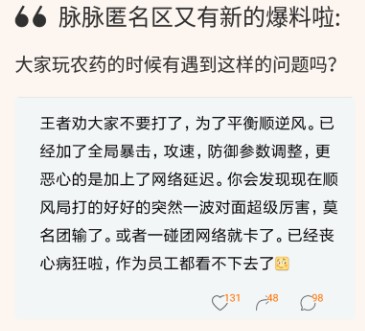 脉脉匿名区又有新的爆料啦:
大家玩农药的时候有遇到这样的问题吗?
王者劝大家不要打了，为了平衡顺逆风。已
经加了全局暴击，攻速，防御参数调整，更
恶心的是加上了网络延迟。你会发现现在顺
风局打的好好的突然一波对面超级厉害，莫
名团输了。或者一碰团网络就卡了。已经丧
心病狂啦，作为员工都看不下去了
131 48 98